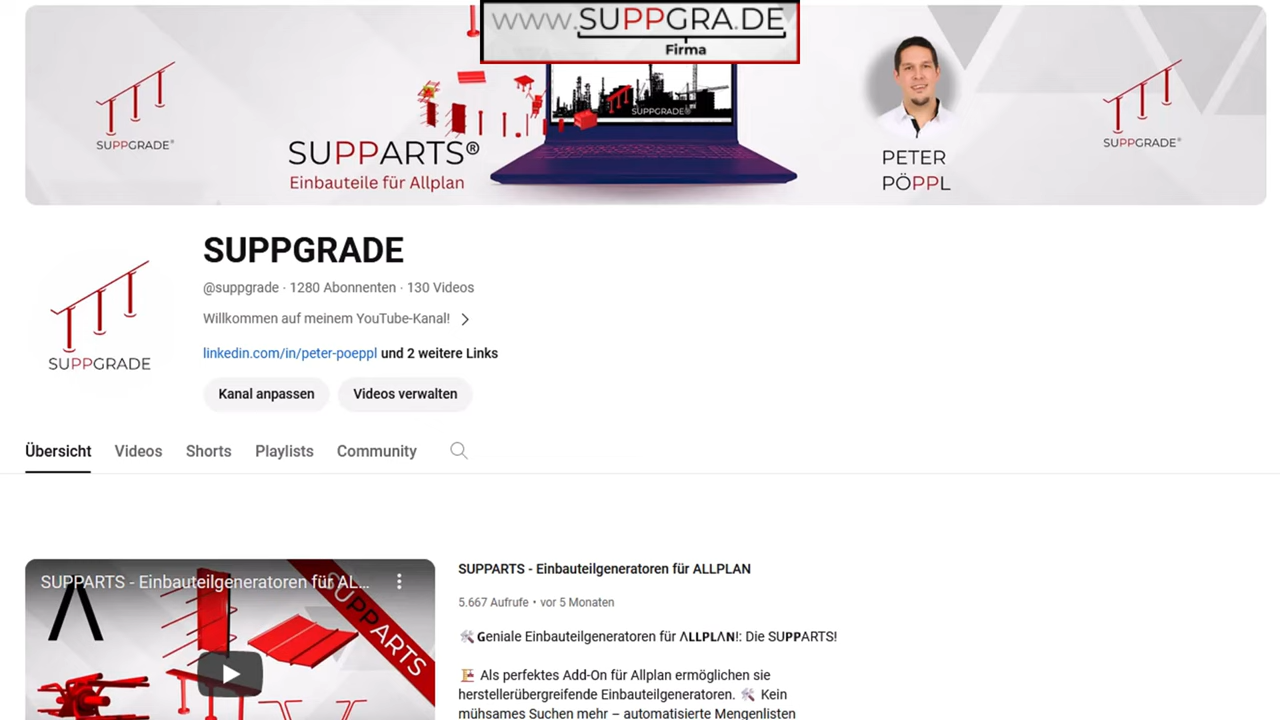 www.SUPPGRA.DE
Firma
SUPPGRADE®
SUPPGRADE®
SUPPARTS®
Einbauteile für Allplan
PETER
PÖPPL
SUPPGRADE®
SUPPGRADE
SUPPGRADE
@suppgrade · 1280 Abonnenten · 130 Videos
Willkommen auf meinem YouTube-Kanal!
linkedin.com/in/peter-poeppl und 2 weitere Links
Kanal anpassen Videos verwalten
Übersicht Videos Shorts Playlists Community
SUPPARTS - Einbauteilgeneratoren für AL...
SUPPARTS
SUPPARTS - Einbauteilgeneratoren für ALLPLAN
5.667 Aufrufe • vor 5 Monaten
🛠 Geniale Einbauteilgeneratoren für ΛLLPLΛN!: Die SUPPARTS!
Als perfektes Add-On für Allplan ermöglichen sie
herstellerübergreifende Einbauteilgeneratoren. 🛠 Kein
mühsames Suchen mehr – automatisierte Mengenlisten